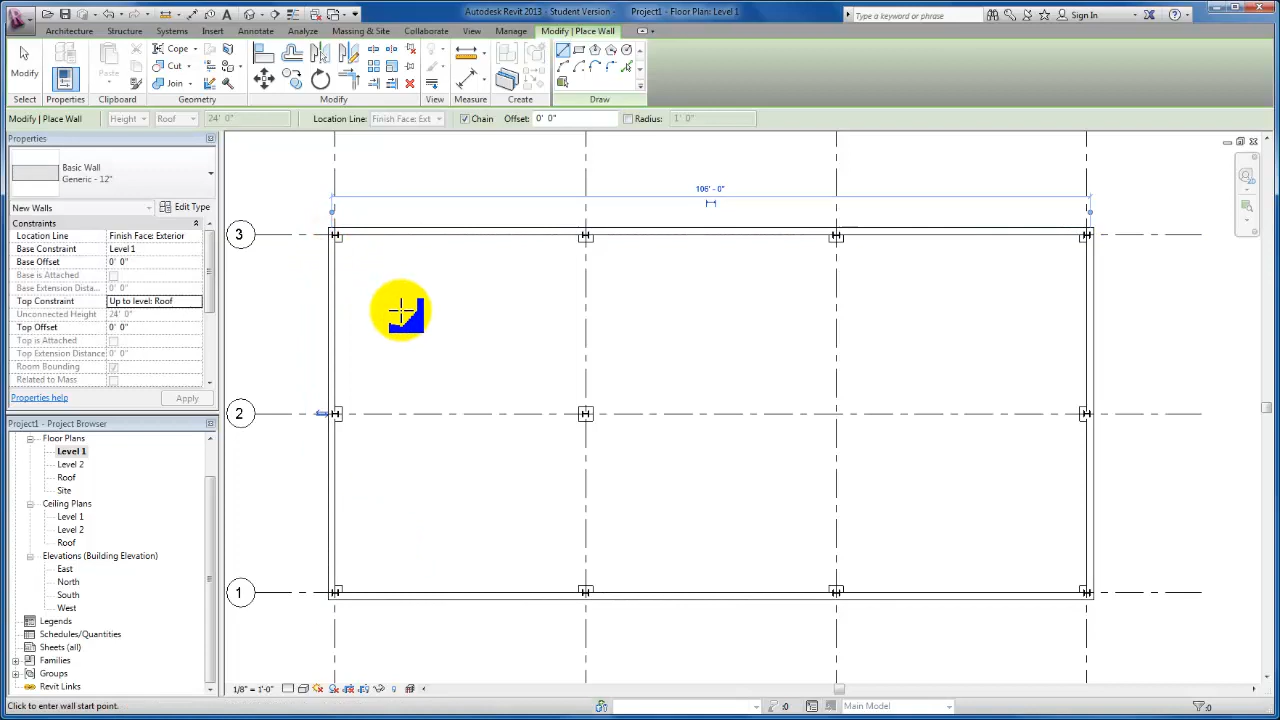 Autodesk Revit 2013 - Student Version - Project1 - Floor Plan: Level 1
Type a keyword or phrase
Sign In
Architecture Structure Systems Insert Annotate Analyze Massing & Site Collaborate View Manage Modify | Place Wall
Modify
Paste
Cope
Cut
Join
Select Properties Clipboard Geometry Modify View Measure Create Draw
Modify | Place Wall Height Roof 24' 0" Location Line: Finish Face: Ext Chain Offset: 0' 0" Radius: 1' 0"
Properties
Basic Wall
Generic - 12"
New Walls Edit Type
Constraints
Location Line Finish Face: Exterior
Base Constraint Level 1
Base Offset 0' 0"
Base is Attached
Base Extension Dista... 0' 0"
Top Constraint Up to level: Roof
Unconnected Height 24' 0"
Top Offset 0' 0"
Top is Attached
Top Extension Distance 0' 0"
Room Bounding
Related to Mass
Properties help Apply
Project1 - Project Browser
Floor Plans
Level 1
Level 2
Roof
Site
Ceiling Plans
Level 1
Level 2
Roof
Elevations (Building Elevation)
East
North
South
West
Legends
Schedules/Quantities
Sheets (all)
Families
Groups
Revit Links
106' - 0"
3
2
1
1/8" = 1'-0"
Click to enter wall start point.
:0
Main Model
:0